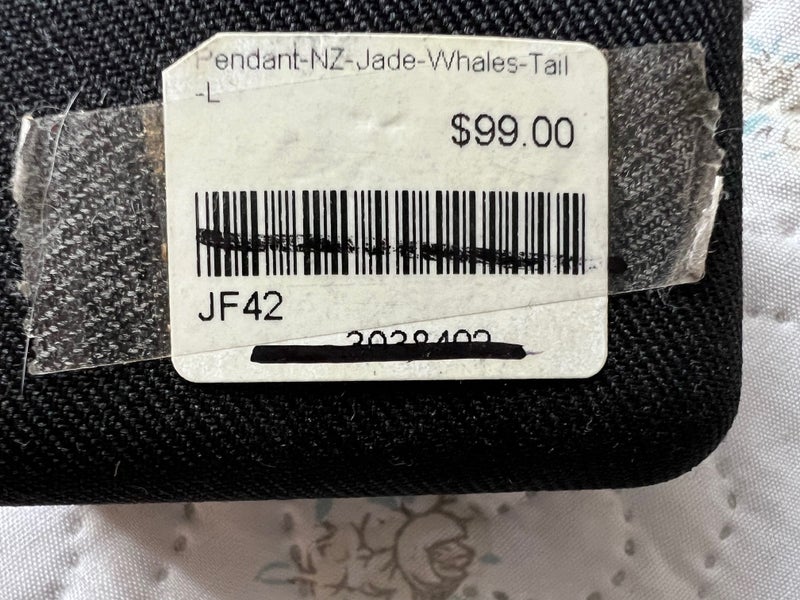 Pendant-NZ-Jade-Whales-Tail
-L
$99.00
JF42